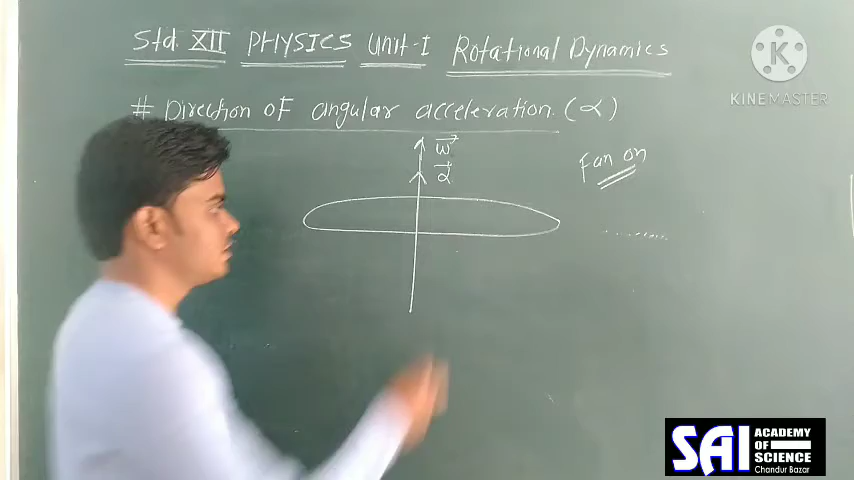 Std. XII PHYSICS Unit-I Rotational Dynamics
KINEMASTER
# Direction of angular acceleration. (α)
ω⃗
α⃗
Fan on
SAI ACADEMY OF SCIENCE
Chandur Bazar